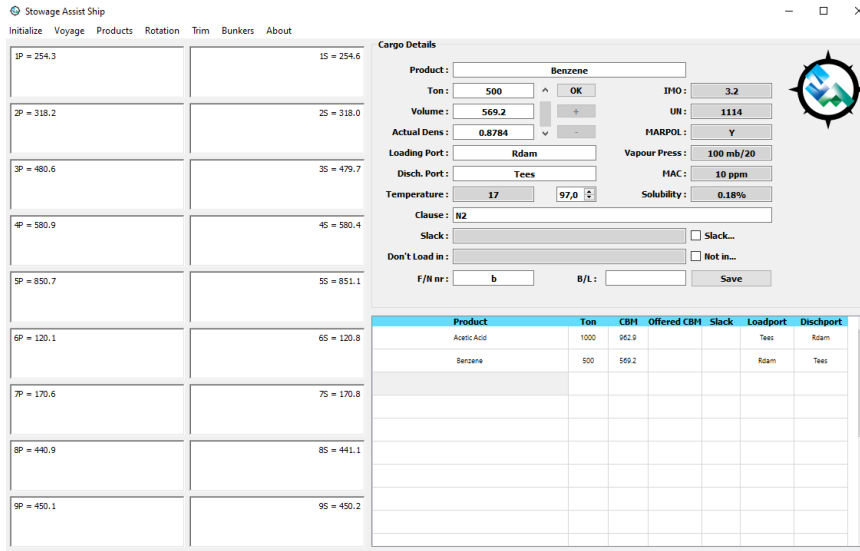 Stowage Assist Ship
Initialize Voyage Products Rotation Trim Bunkers About
1P = 254.3 1S = 254.6
2P = 318.2 2S = 318.0
3P = 480.6 3S = 479.7
4P = 580.9 4S = 580.4
5P = 850.7 5S = 851.1
6P = 120.1 6S = 120.8
7P = 170.6 7S = 170.8
8P = 440.9 8S = 441.1
9P = 450.1 9S = 450.2
Cargo Details
Product : Benzene
Ton : 500 OK IMO : 3.2
Volume : 569.2 + UN : 1114
Actual Dens : 0.8784 - MARPOL : Y
Loading Port : Rdam Vapour Press : 100 mb/20
Disch. Port : Tees MAC : 10 ppm
Temperature : 17 97,0 Solubility : 0.18%
Clause : N2
Slack : Slack...
Don't Load in : Not in...
F/N nr : b B/L : Save
Product Ton CBM Offered CBM Slack Loadport Dischport
Acetic Acid 1000 962.9 Tees Rdam
Benzene 500 569.2 Rdam Tees